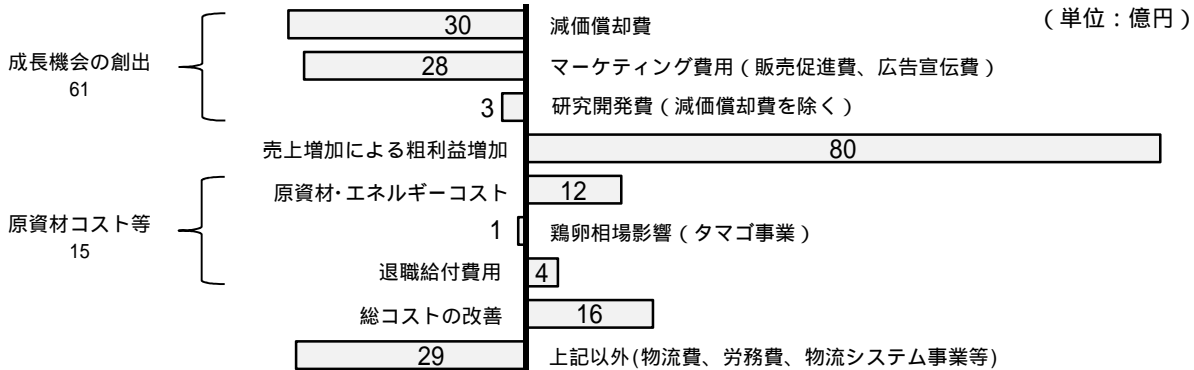 （単位：億円）
30 減価償却費
成長機会の創出
61
28 マーケティング費用（販売促進費、広告宣伝費）
3 研究開発費（減価償却費を除く）
売上増加による粗利益増加 80
原資材コスト等
15
原資材･エネルギーコスト 12
1 鶏卵相場影響（タマゴ事業）
退職給付費用 4
総コストの改善 16
29 上記以外(物流費、労務費、物流システム事業等)